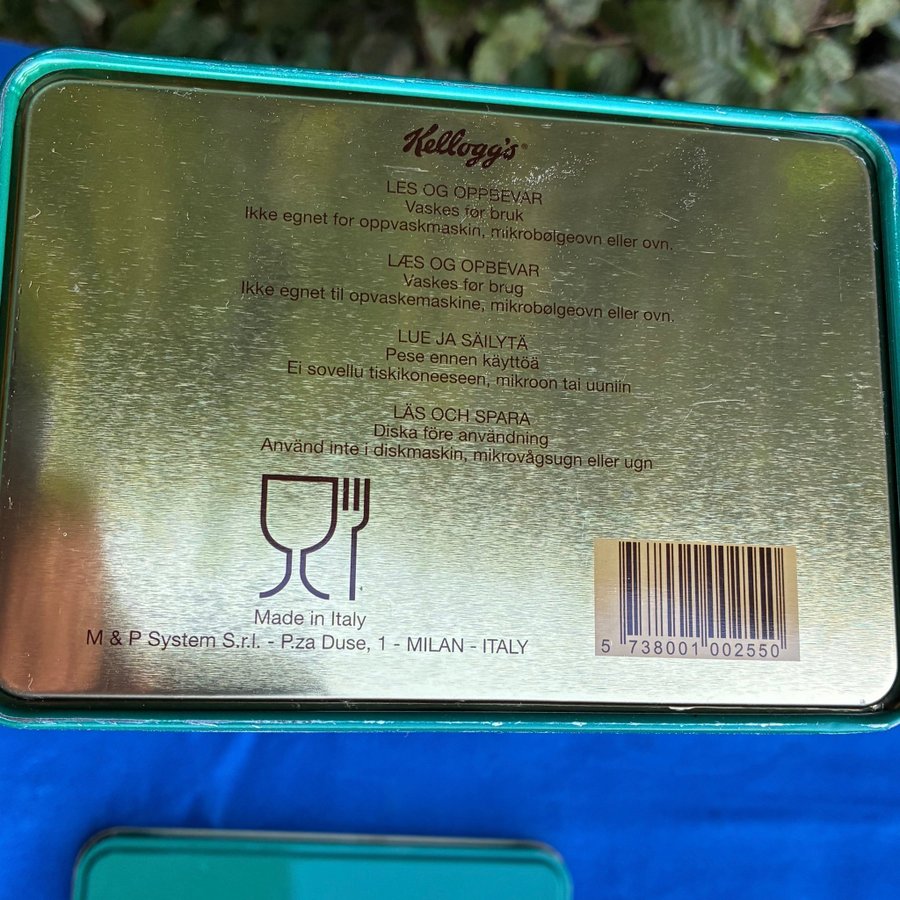 Kellogg's®
LES OG OPPBEVAR
Vaskes før bruk
Ikke egnet for oppvaskmaskin, mikrobølgeovn eller ovn.
LÆS OG OPBEVAR
Vaskes før brug
Ikke egnet til opvaskemaskine, mikrobølgeovn eller ovn.
LUE JA SÄILYTÄ
Pese ennen käyttöä
Ei sovellu tiskikoneeseen, mikroon tai uuniin
LÄS OCH SPARA
Diska före användning
Använd inte i diskmaskin, mikrovågsugn eller ugn
Made in Italy
M & P System S.r.l. - P.za Duse, 1 - MILAN - ITALY
5 738001 002550